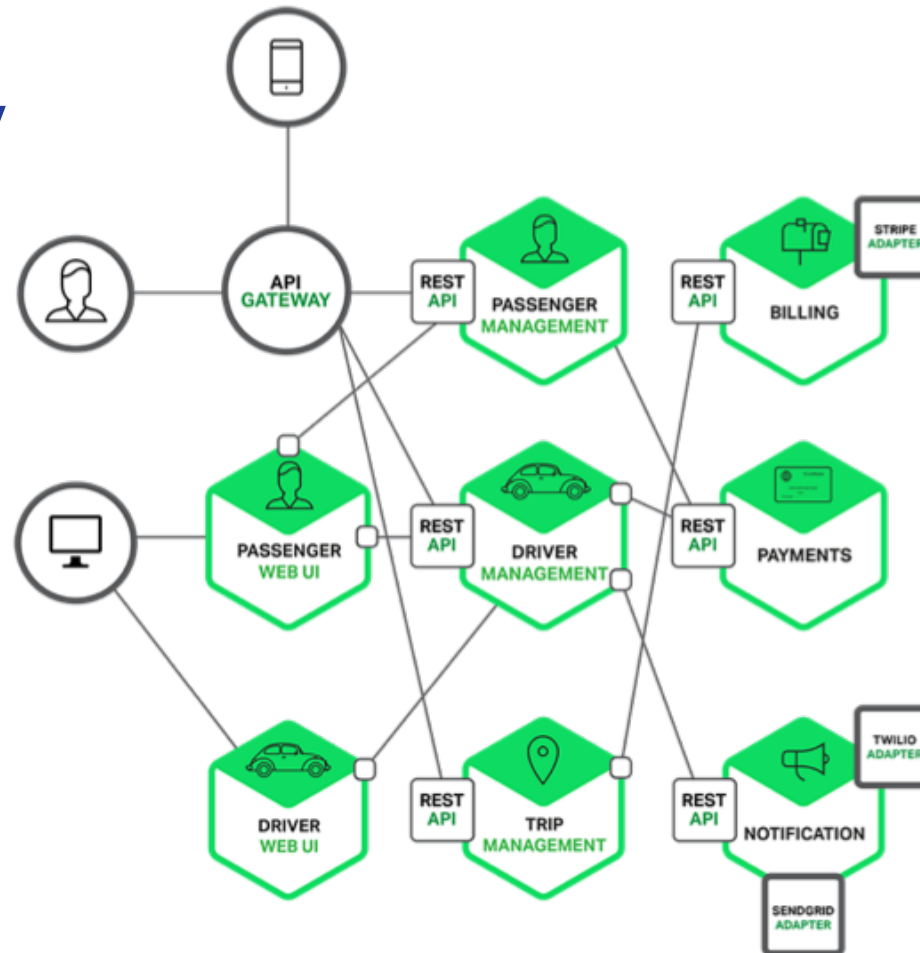 API
GATEWAY
REST
API
PASSENGER
MANAGEMENT
REST
API
BILLING
STRIPE
ADAPTER
PASSENGER
WEB UI
REST
API
DRIVER
MANAGEMENT
REST
API
PAYMENTS
DRIVER
WEB UI
REST
API
TRIP
MANAGEMENT
REST
API
NOTIFICATION
TWILIO
ADAPTER
SENDGRID
ADAPTER